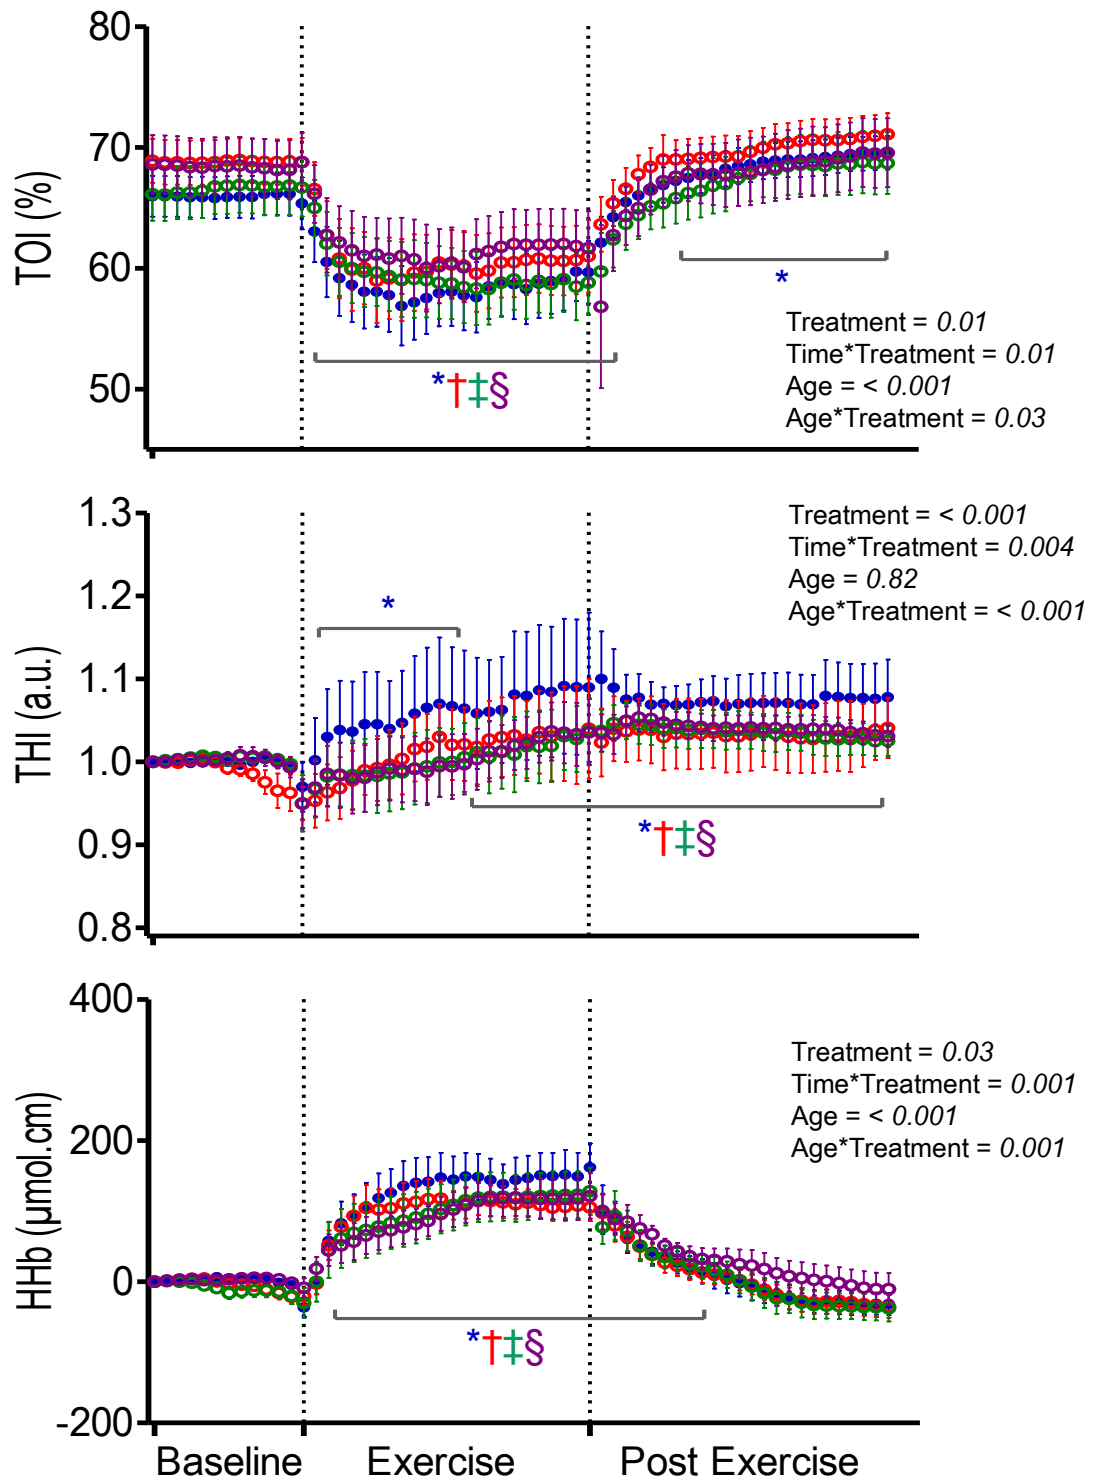 80
70
60
50
TOI (%)
*
*†‡§
Treatment = 0.01
Time*Treatment = 0.01
Age = < 0.001
Age*Treatment = 0.03
1.3
1.2
1.1
1.0
0.9
0.8
THI (a.u.)
*
*†‡§
Treatment = < 0.001
Time*Treatment = 0.004
Age = 0.82
Age*Treatment = < 0.001
400
200
0
-200
HHb (µmol.cm)
*†‡§
Treatment = 0.03
Time*Treatment = 0.001
Age = < 0.001
Age*Treatment = 0.001
Baseline Exercise Post Exercise